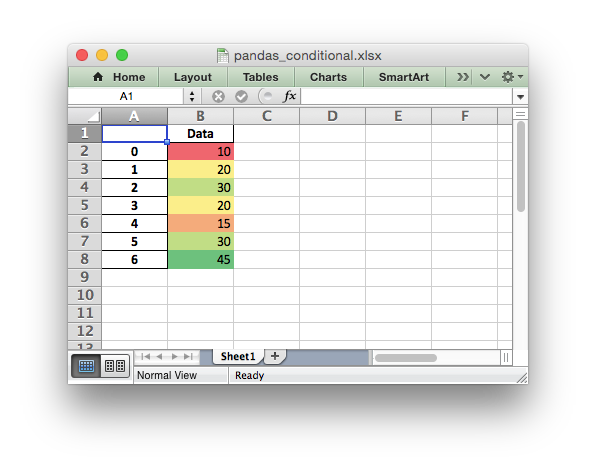 pandas_conditional.xlsx
Home Layout Tables Charts SmartArt
A1 fx
A B C D E F
1 Data
2 0 10
3 1 20
4 2 30
5 3 20
6 4 15
7 5 30
8 6 45
9
10
11
12
13
Sheet1
Normal View Ready